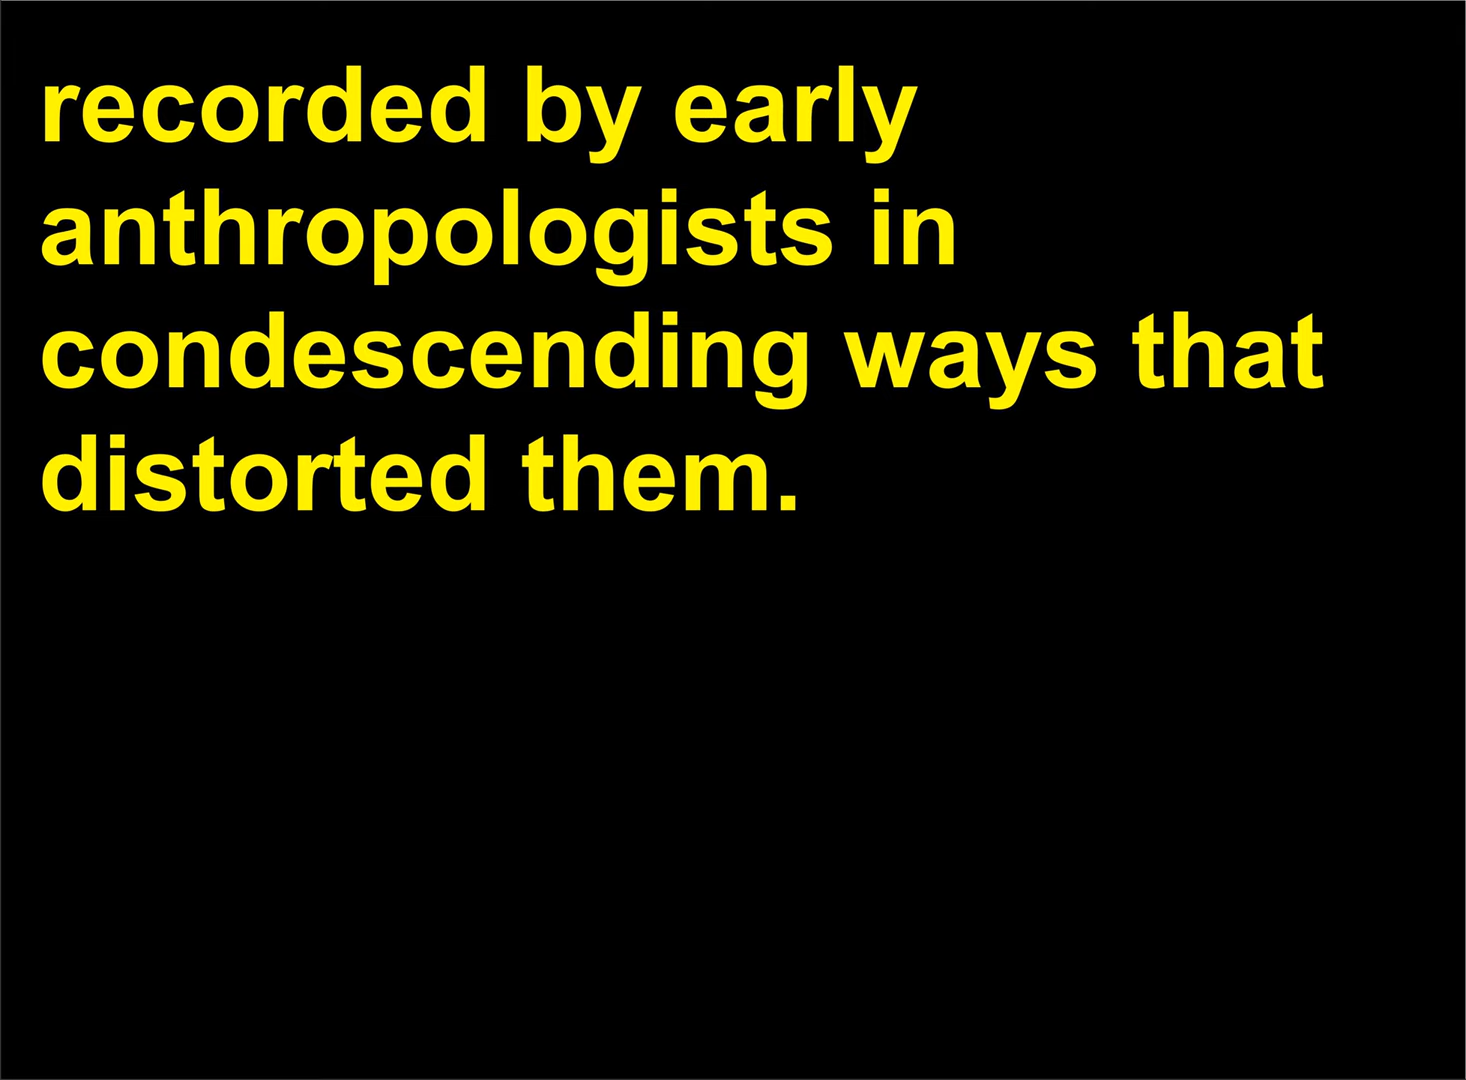 recorded by early
anthropologists in
condescending ways that
distorted them.